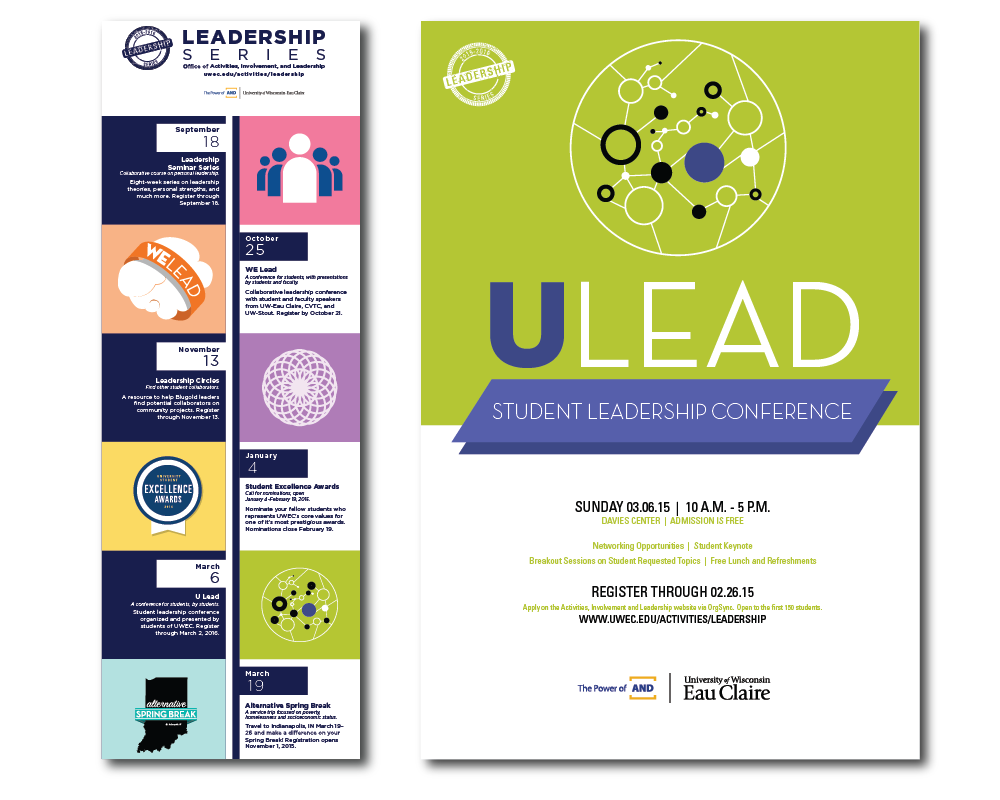 2015-2016
LEADERSHIP
SERIES
LEADERSHIP
SERIES
Office of Activities, Involvement, and Leadership
uwec.edu/activities/leadership
The Power of AND | University of Wisconsin Eau Claire
September
18
Leadership
Seminar Series
Collaborative course on personal leadership.
Eight-week series on leadership
theories, personal strengths, and
much more. Register through
September 16.
WE LEAD
October
25
WE Lead
A conference for students, with presentations
by students and faculty.
Collaborative leadership conference
with student and faculty speakers
from UW-Eau Claire, CVTC, and
UW-Stout. Register by October 21.
November
13
Leadership Circles
Find other student collaborators.
A resource to help Blugold leaders
find potential collaborators on
community projects. Register
through November 13.
UNIVERSITY
STUDENT
EXCELLENCE
AWARDS
January
4
Student Excellence Awards
Call for nominations, open
January 4-February 19, 2016.
Nominate your fellow students who
represents UWEC's core values for
one of it's most prestigious awards.
Nominations close February 19.
March
6
U Lead
A conference for students, by students.
Student leadership conference
organized and presented by
students of UWEC. Register
through March 2, 2016.
alternative
SPRING BREAK
March
19
Alternative Spring Break
A service trip focused on poverty,
homelessness and socioeconomic status.
Travel to Indianapolis, IN March 19-
26 and make a difference on your
Spring Break! Registration opens
November 1, 2015.
2015-2016
LEADERSHIP
SERIES
ULEAD
STUDENT LEADERSHIP CONFERENCE
SUNDAY 03.06.15 | 10 A.M. - 5 P.M.
DAVIES CENTER | ADMISSION IS FREE
Networking Opportunities | Student Keynote
Breakout Sessions on Student Requested Topics | Free Lunch and Refreshments
REGISTER THROUGH 02.26.15
Apply on the Activities, Involvement and Leadership website via OrgSync. Open to the first 150 students.
WWW.UWEC.EDU/ACTIVITIES/LEADERSHIP
The Power of AND | University of Wisconsin
Eau Claire